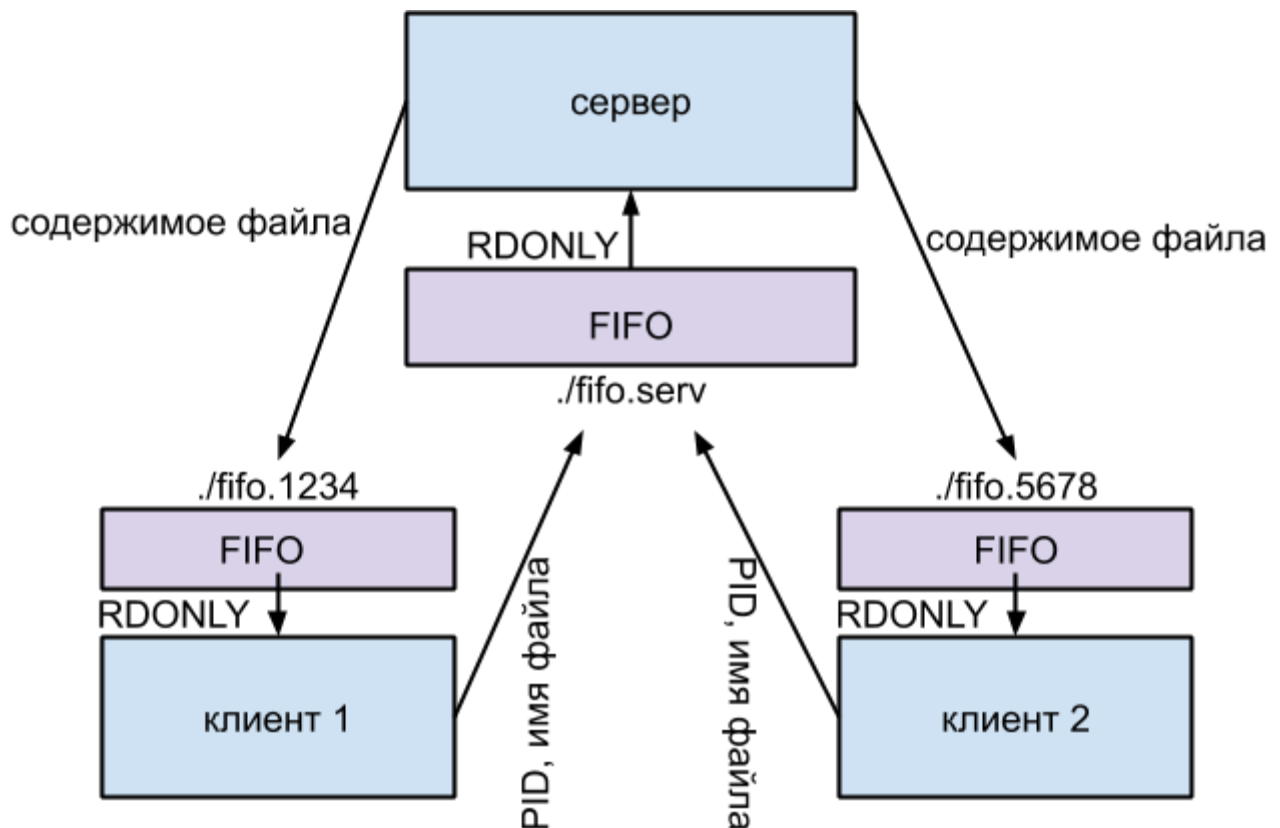 сервер
содержимое файла
RDONLY
содержимое файла
FIFO
./fifo.serv
./fifo.1234
./fifo.5678
FIFO
FIFO
RDONLY
PID, имя файла
PID, имя файла
RDONLY
клиент 1
клиент 2